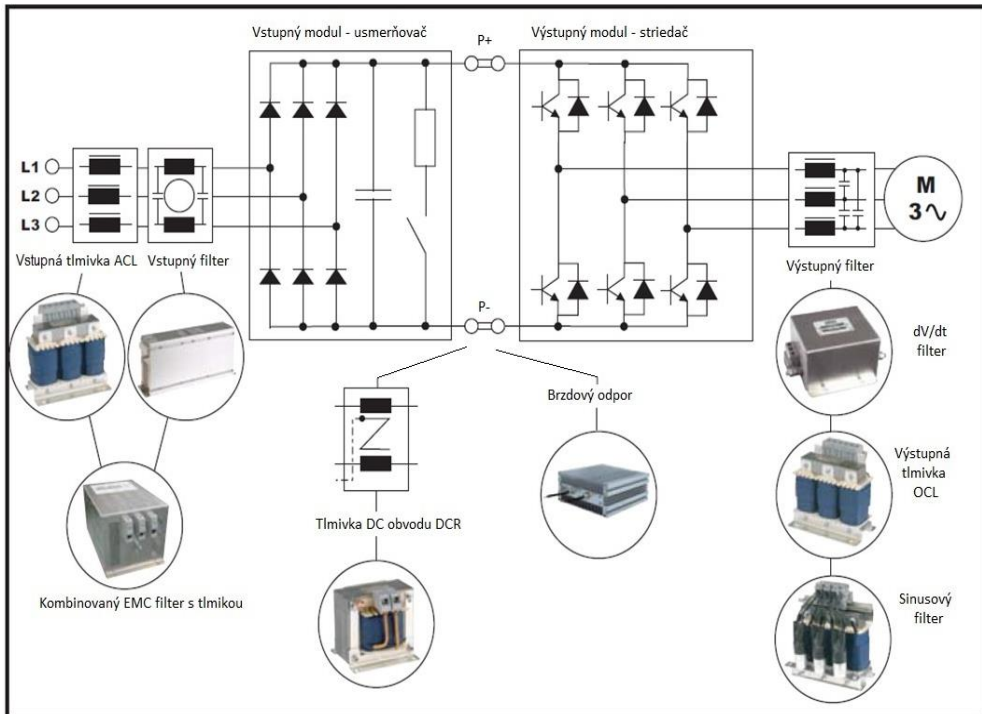 Vstupný modul - usmerňovač
P+
Výstupný modul - striedač
L1
L2
L3
M
3∿
Vstupná tlmivka ACL
Vstupný filter
Výstupný filter
P-
dV/dt
filter
Brzdový odpor
Výstupná
tlmivka
OCL
Tlmivka DC obvodu DCR
Kombinovaný EMC filter s tlmikou
Sinusový
filter